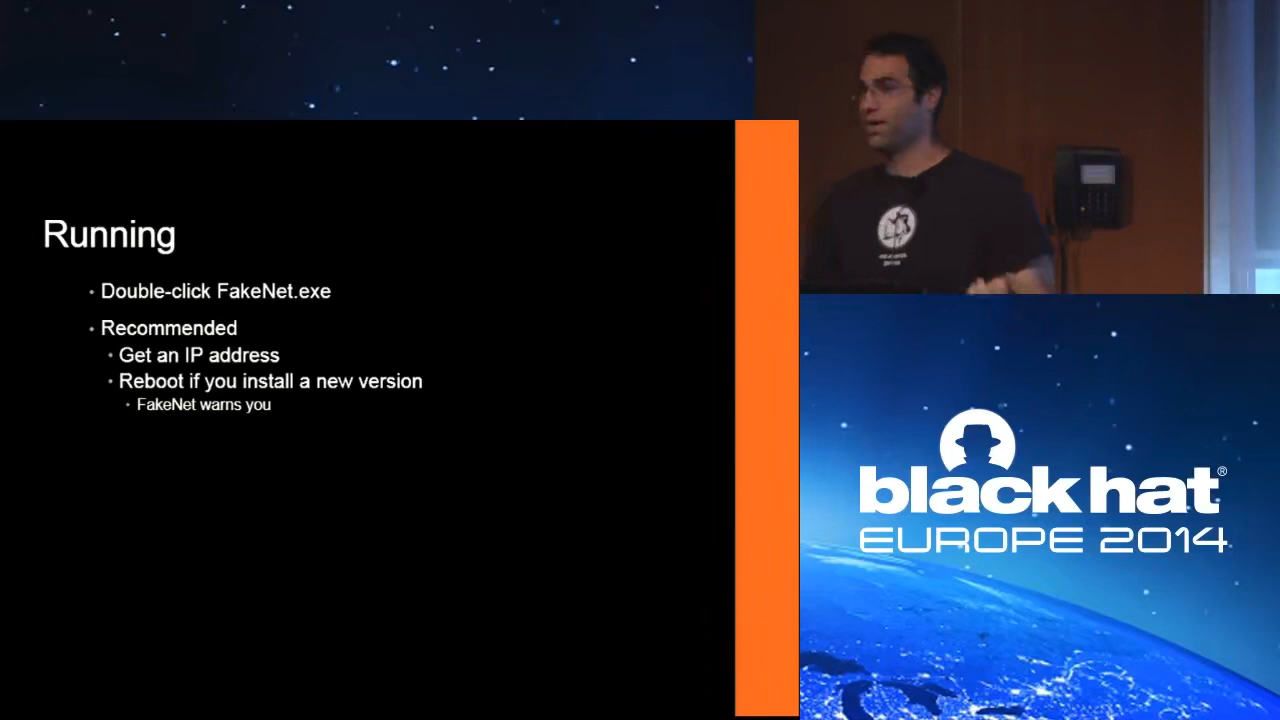 Running
• Double-click FakeNet.exe
• Recommended
• Get an IP address
• Reboot if you install a new version
• FakeNet warns you
black hat®
EUROPE 2014